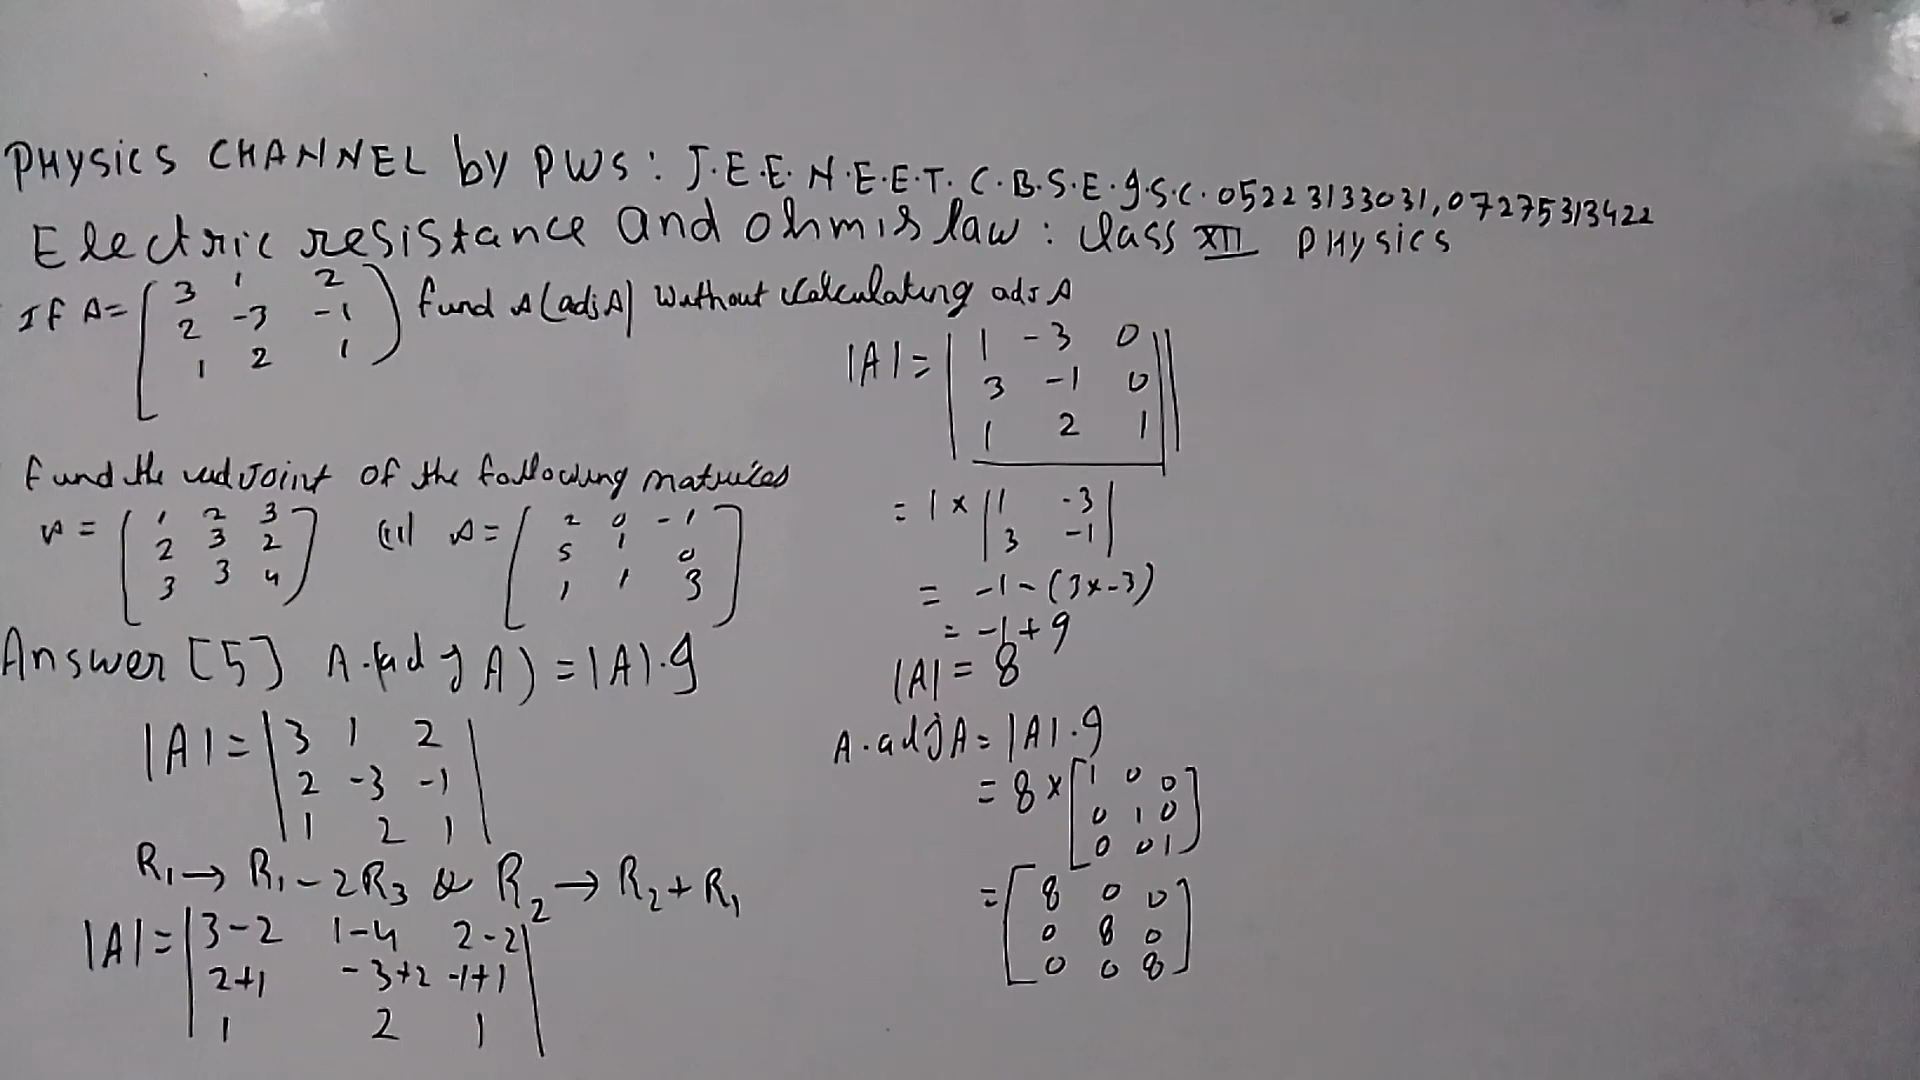 PHYSICS CHANNEL by PWS: J.E.E. N.E.E.T. C.B.S.E. g.S.C. 05223133031, 07275313422
Electric resistance and ohm's law: Class XII PHYSICS
If A= [ 3 1 2 ] find A(adjA) without calculating adj A
2 -3 -1
1 2 1
find the adjoint of the following matrices
A = [ 1 2 3 ] (ii) A= [ 2 0 -1 ]
2 3 2 5 1 0
3 3 4 1 1 3
Answer [5] A.(adj A) = |A|.g
|A| = | 3 1 2 |
2 -3 -1
1 2 1
R1 → R1 - 2R3 & R2 → R2 + R1
|A| = | 3-2 1-4 2-2 |
2+1 -3+2 -1+1
1 2 1
|A| = | 1 -3 0 |
3 -1 0
1 2 1
= 1 × | 1 -3 |
3 -1
= -1-(3×-3)
= -1+9
|A| = 8
A.adjA = |A|.g
= 8 × [ 1 0 0 ]
0 1 0
0 0 1
= [ 8 0 0 ]
0 8 0
0 0 8